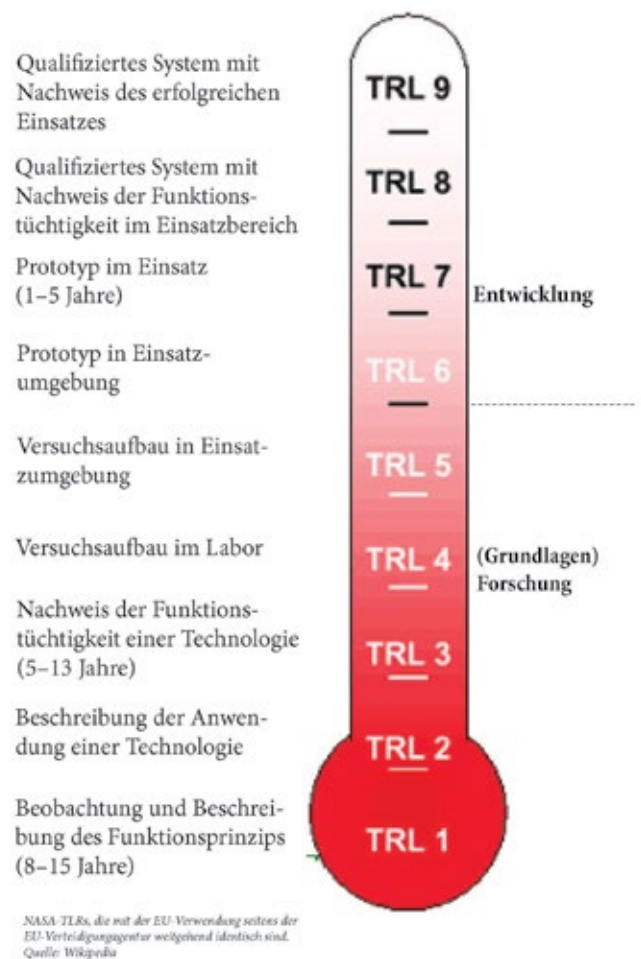 Qualifiziertes System mit
Nachweis des erfolgreichen
Einsatzes
TRL 9
Qualifiziertes System mit
Nachweis der Funktions-
tüchtigkeit im Einsatzbereich
TRL 8
Prototyp im Einsatz
(1–5 Jahre)
TRL 7
Entwicklung
Prototyp in Einsatz-
umgebung
TRL 6
Versuchsaufbau in Einsat-
zumgebung
TRL 5
Versuchsaufbau im Labor
TRL 4
(Grundlagen)
Forschung
Nachweis der Funktions-
tüchtigkeit einer Technologie
(5–13 Jahre)
TRL 3
Beschreibung der Anwen-
dung einer Technologie
TRL 2
Beobachtung und Beschrei-
bung des Funktionsprinzips
(8–15 Jahre)
TRL 1
NASA-TLRs, die mit der EU-Verwendung seitens der
EU-Verteidigungsagentur weitgehend identisch sind.
Quelle: Wikipedia